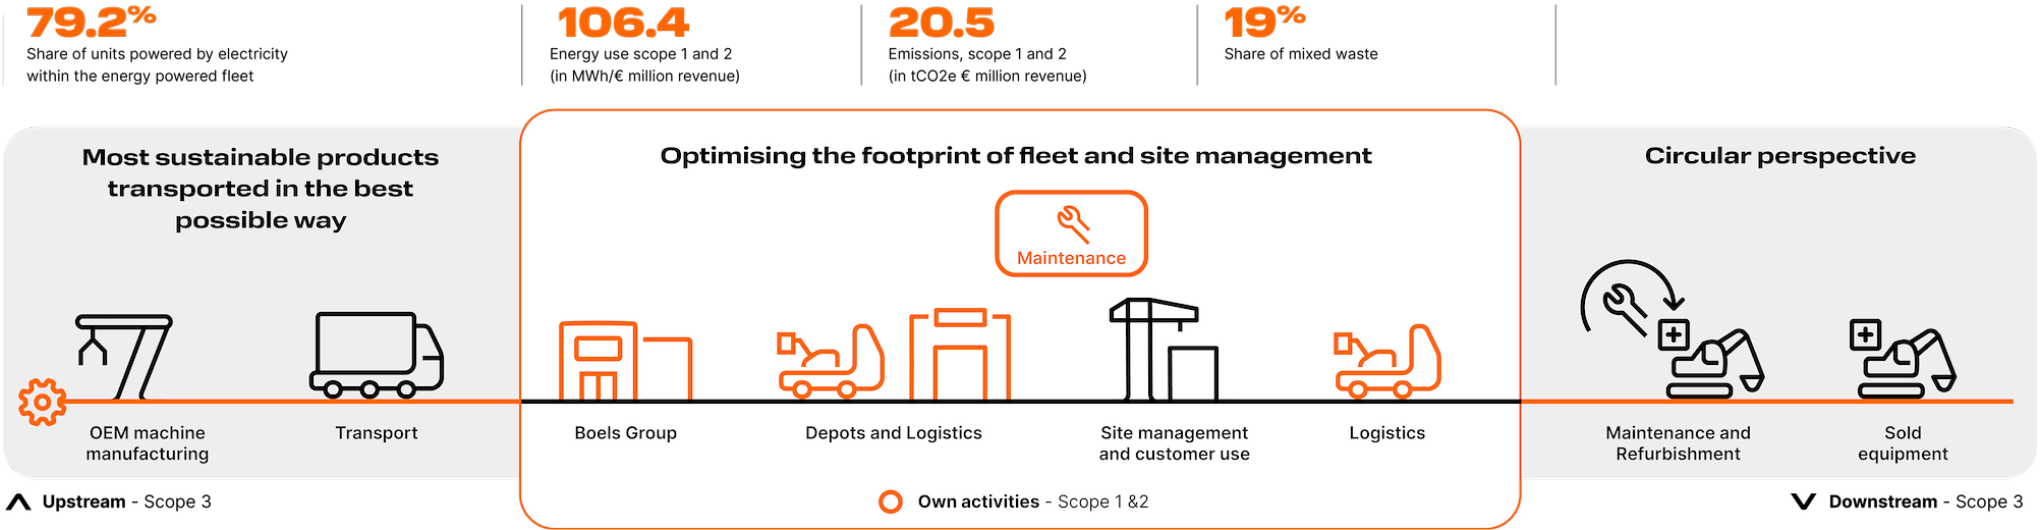 79.2%
Share of units powered by electricity
within the energy powered fleet
106.4
Energy use scope 1 and 2
(in MWh/€ million revenue)
20.5
Emissions, scope 1 and 2
(in tCO2e € million revenue)
19%
Share of mixed waste
Most sustainable products
transported in the best
possible way
Optimising the footprint of fleet and site management
Circular perspective
Maintenance
OEM machine
manufacturing
Transport
Boels Group
Depots and Logistics
Site management
and customer use
Logistics
Maintenance and
Refurbishment
Sold
equipment
Upstream - Scope 3
Own activities - Scope 1 &2
Downstream - Scope 3